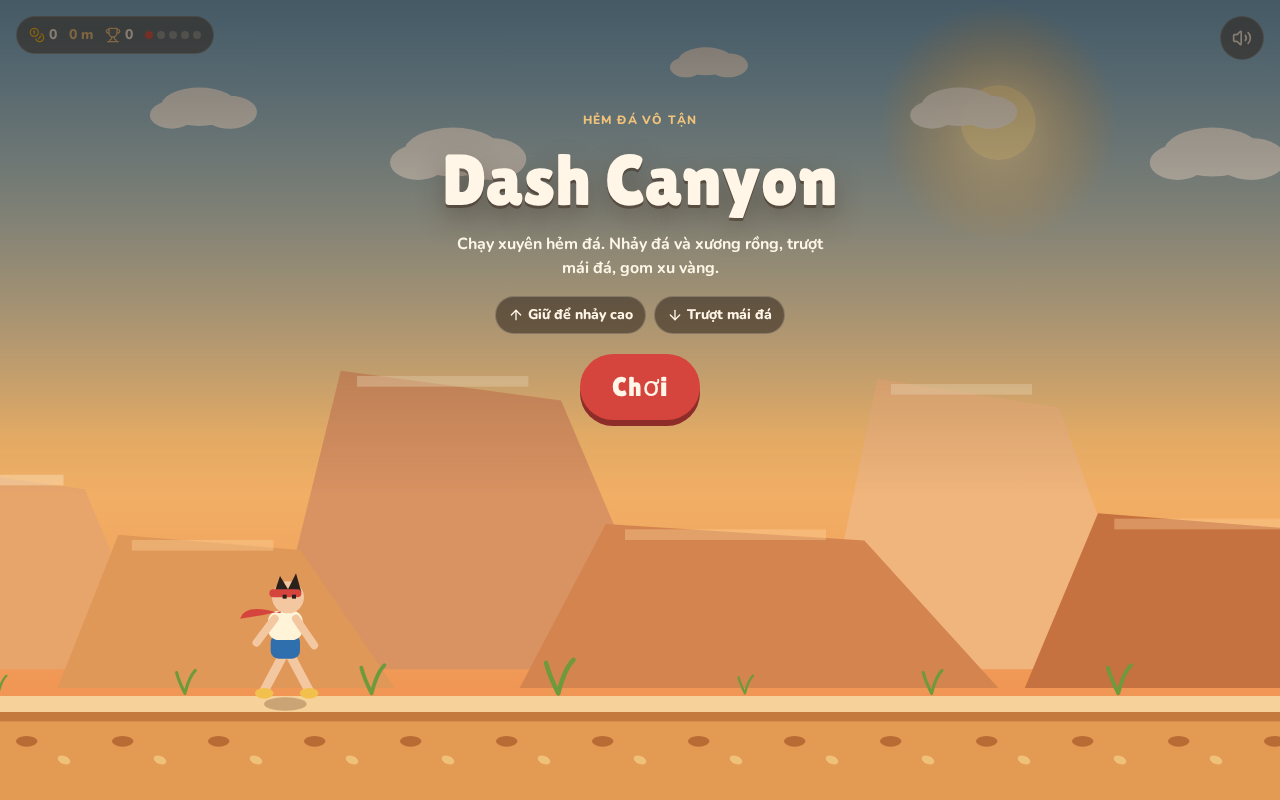 0 0 m 0
HẺM ĐÁ VÔ TẬN
Dash Canyon
Chạy xuyên hẻm đá. Nhảy đá và xương rồng, trượt
mái đá, gom xu vàng.
Giữ để nhảy cao
Trượt mái đá
Chơi